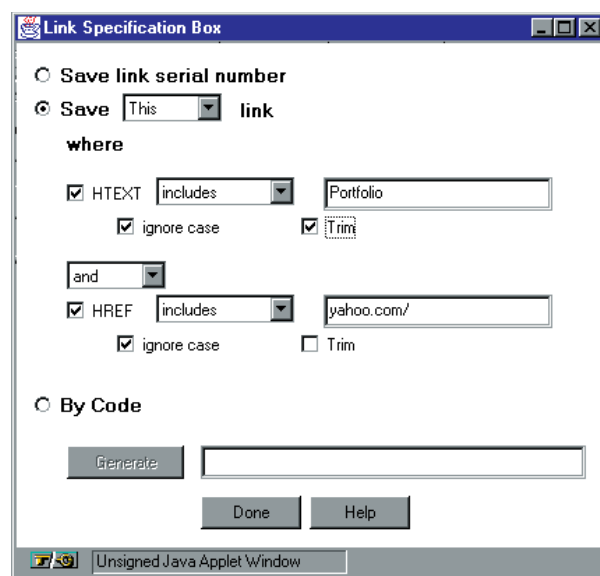 Link Specification Box
Save link serial number
Save This link
where
HTEXT includes Portfolio
ignore case Trim
and
HREF includes yahoo.com/
ignore case Trim
By Code
Generate
Done Help
Unsigned Java Applet Window